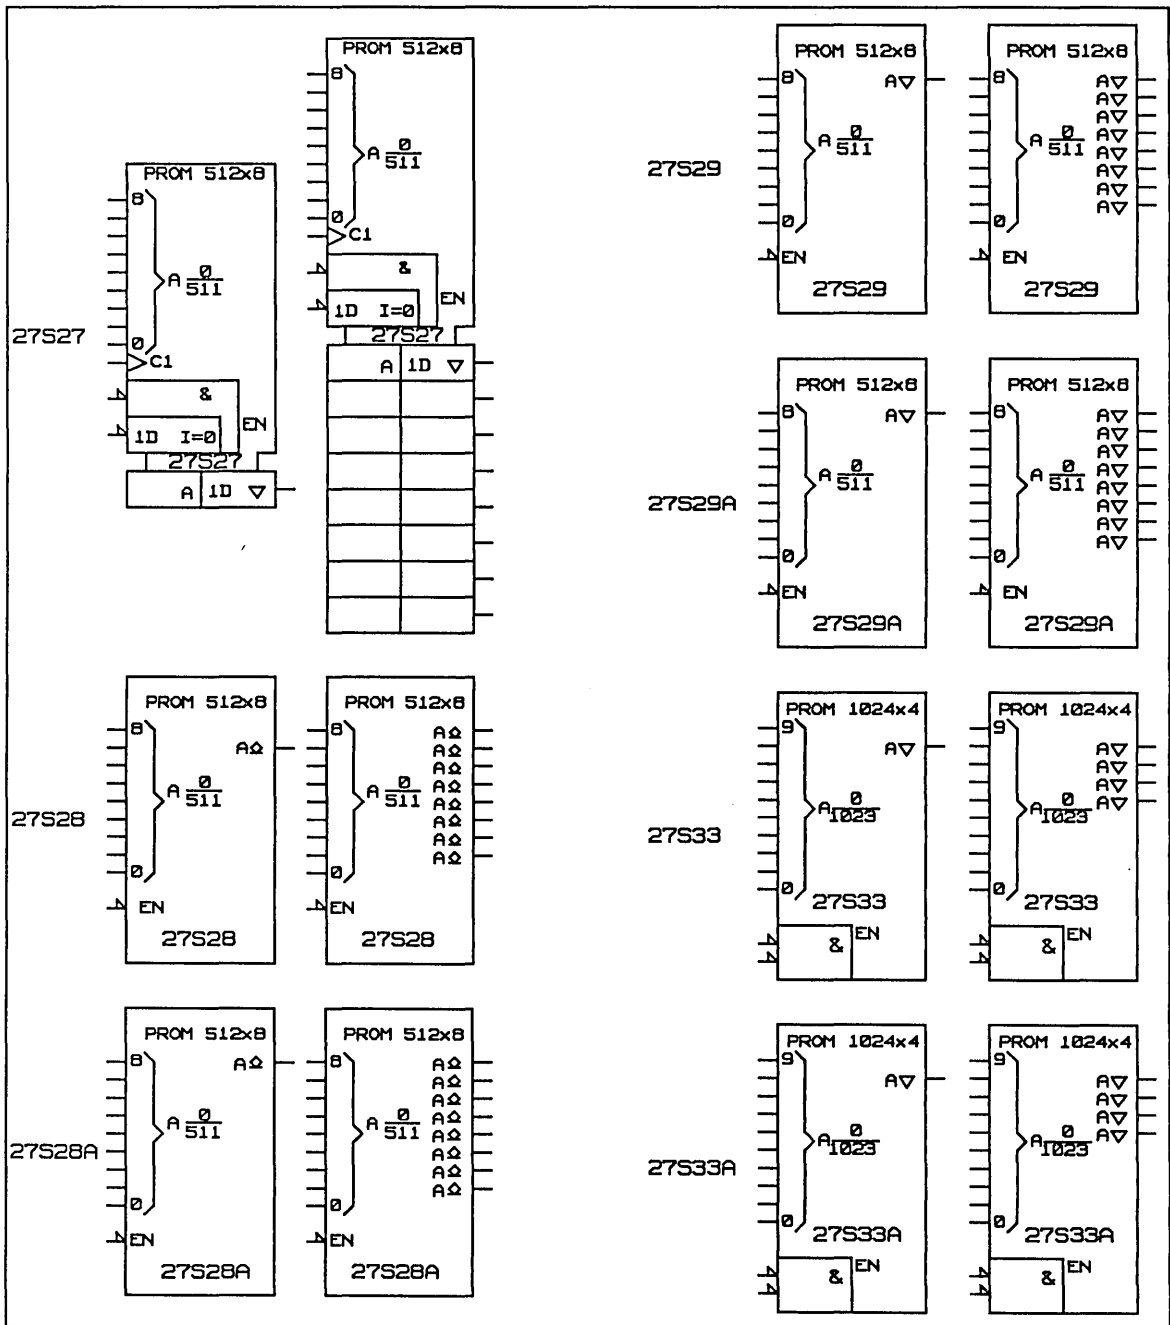 27S27
PROM 512x8
8
A 0
511
0
C1
&
EN
1D I=0
27S27
A 1D ▽
PROM 512x8
8
A 0
511
0
C1
&
EN
1D I=0
27S27
A 1D ▽
27S28
PROM 512x8
8
A◇
A 0
511
0
EN
27S28
PROM 512x8
8
A◇
A◇
A◇
A◇
A◇
A◇
A◇
A◇
A 0
511
0
EN
27S28
27S28A
PROM 512x8
8
A◇
A 0
511
0
EN
27S28A
PROM 512x8
8
A◇
A◇
A◇
A◇
A◇
A◇
A◇
A◇
A 0
511
0
EN
27S28A
27S29
PROM 512x8
8
A▽
A 0
511
0
EN
27S29
PROM 512x8
8
A▽
A▽
A▽
A▽
A▽
A▽
A▽
A▽
A 0
511
0
EN
27S29
27S29A
PROM 512x8
8
A▽
A 0
511
0
EN
27S29A
PROM 512x8
8
A▽
A▽
A▽
A▽
A▽
A▽
A▽
A▽
A 0
511
0
EN
27S29A
27S33
PROM 1024x4
9
A▽
A 0
1023
0
27S33
&
EN
PROM 1024x4
9
A▽
A▽
A▽
A▽
A 0
1023
0
27S33
&
EN
27S33A
PROM 1024x4
9
A▽
A 0
1023
0
27S33A
&
EN
PROM 1024x4
9
A▽
A▽
A▽
A▽
A 0
1023
0
27S33A
&
EN